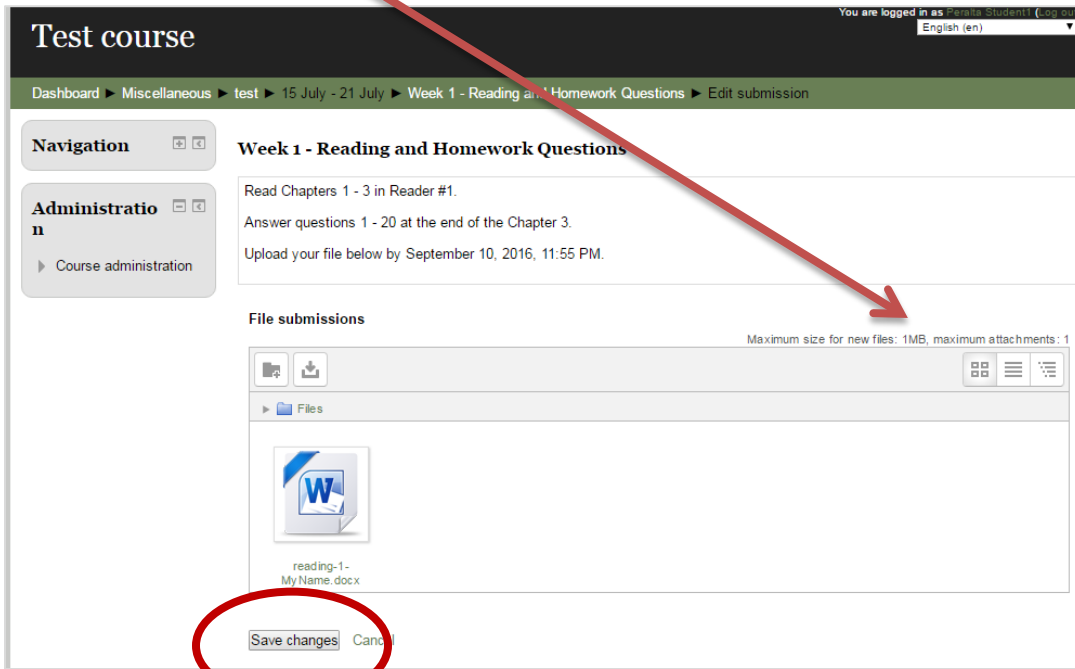 You are logged in as Peralta Student1 (Log out
Test course
English (en)
Dashboard ► Miscellaneous ► test ► 15 July - 21 July ► Week 1 - Reading and Homework Questions ► Edit submission
Navigation
Week 1 - Reading and Homework Questions
Administratio
n
Course administration
Read Chapters 1 - 3 in Reader #1.
Answer questions 1 - 20 at the end of the Chapter 3.
Upload your file below by September 10, 2016, 11:55 PM.
File submissions
Maximum size for new files: 1MB, maximum attachments: 1
Files
W
reading-1-
MyName.docx
Save changes Cancel